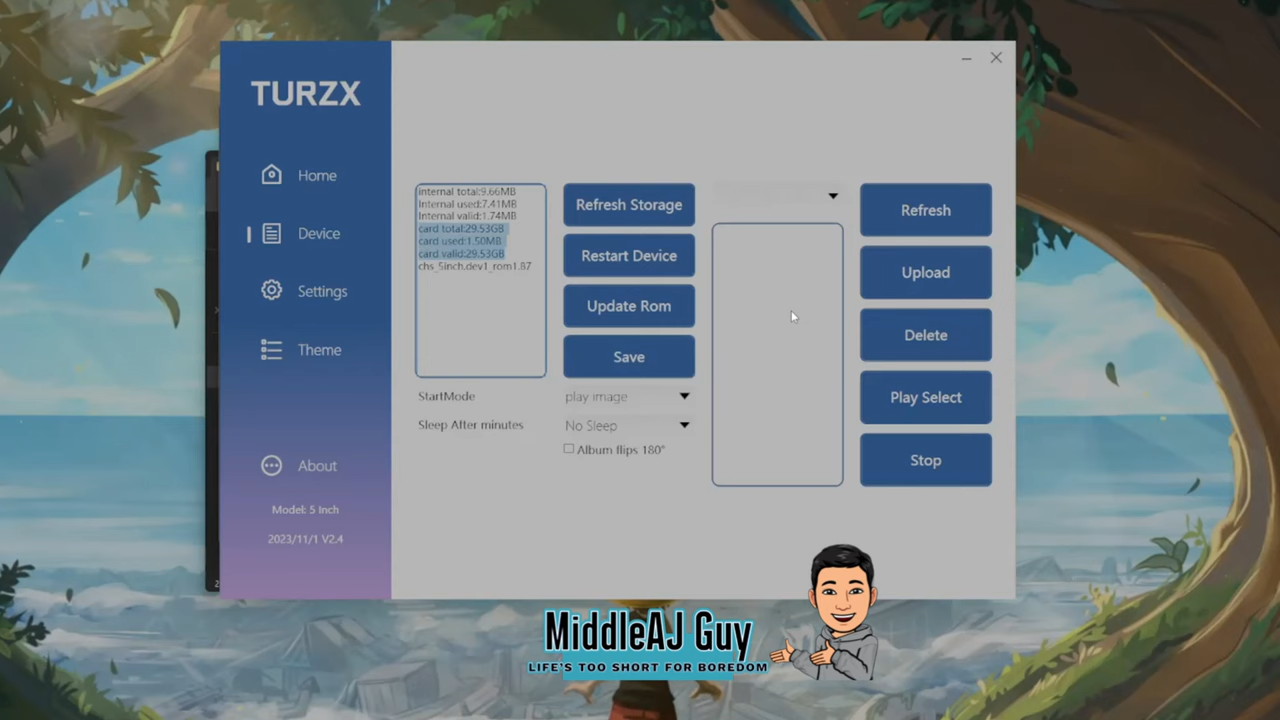 TURZX
Home
Device
Settings
Theme
About
Model: 5 Inch
2023/11/1 V2.4
Internal total:9.66MB
Internal used:7.41MB
Internal valid:1.74MB
card total:29.53GB
card used:1.50MB
card valid:29.53GB
chs_5inch.dev1_rom1.87
Refresh Storage
Restart Device
Update Rom
Save
StartMode
play image
Sleep After minutes
No Sleep
Album flips 180°
Refresh
Upload
Delete
Play Select
Stop
MiddleAJ Guy
LIFE'S TOO SHORT FOR BOREDOM
2